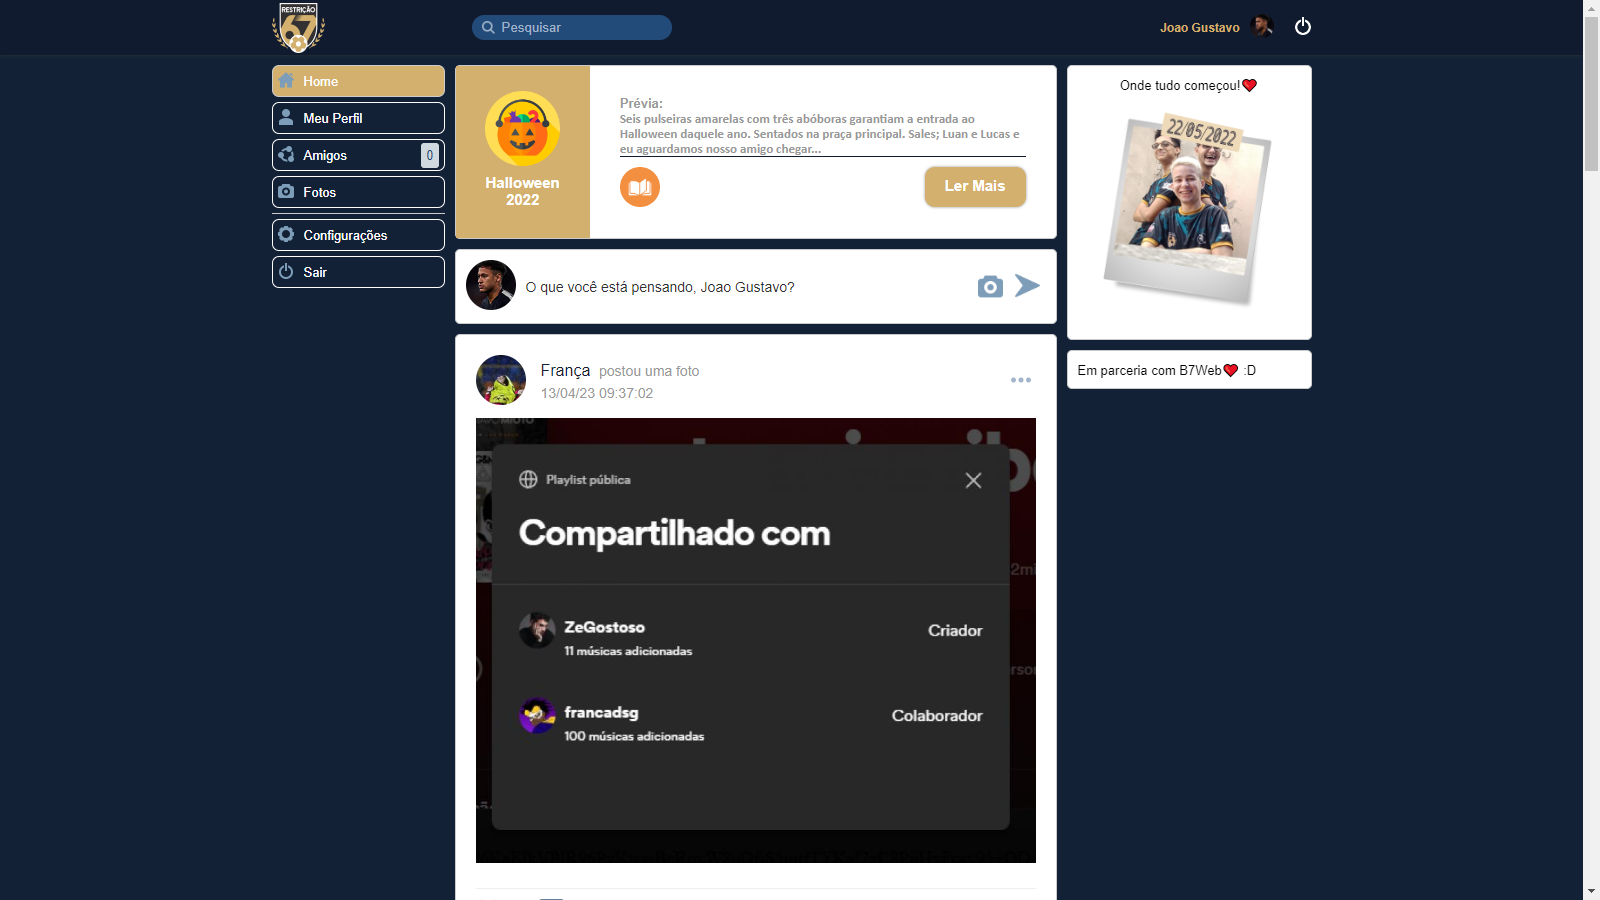 RESTRIÇÃO
67
Pesquisar
Joao Gustavo
Home
Meu Perfil
Amigos
0
Fotos
Configurações
Sair
Halloween
2022
Prévia:
Seis pulseiras amarelas com três abóboras garantiam a entrada ao
Halloween daquele ano. Sentados na praça principal. Sales; Luan e Lucas e
eu aguardamos nosso amigo chegar...
Ler Mais
O que você está pensando, Joao Gustavo?
França postou uma foto
13/04/23 09:37:02
Playlist pública
Compartilhado com
ZeGostoso
11 músicas adicionadas
Criador
francadsg
100 músicas adicionadas
Colaborador
Onde tudo começou!
22/05/2022
Em parceria com B7Web :D